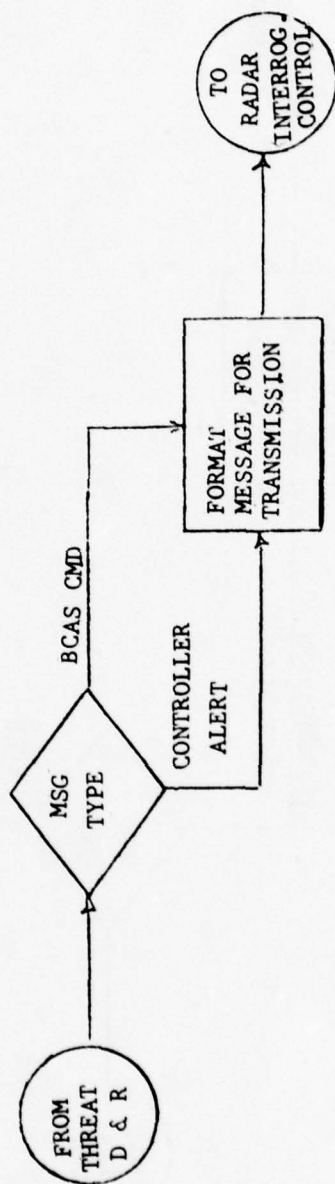 FROM
THREAT
D & R
MSG
TYPE
BCAS CMD
CONTROLLER
ALERT
FORMAT
MESSAGE FOR
TRANSMISSION
TO
RADAR
INTERROG.
CONTROL